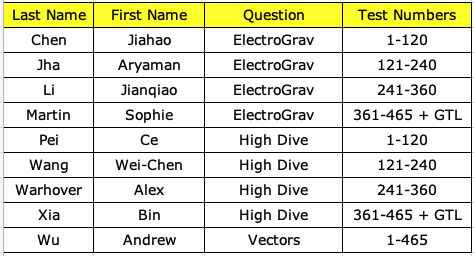 Last Name First Name Question Test Numbers
Chen Jiahao ElectroGrav 1-120
Jha Aryaman ElectroGrav 121-240
Li Jianqiao ElectroGrav 241-360
Martin Sophie ElectroGrav 361-465 + GTL
Pei Ce High Dive 1-120
Wang Wei-Chen High Dive 121-240
Warhover Alex High Dive 241-360
Xia Bin High Dive 361-465 + GTL
Wu Andrew Vectors 1-465